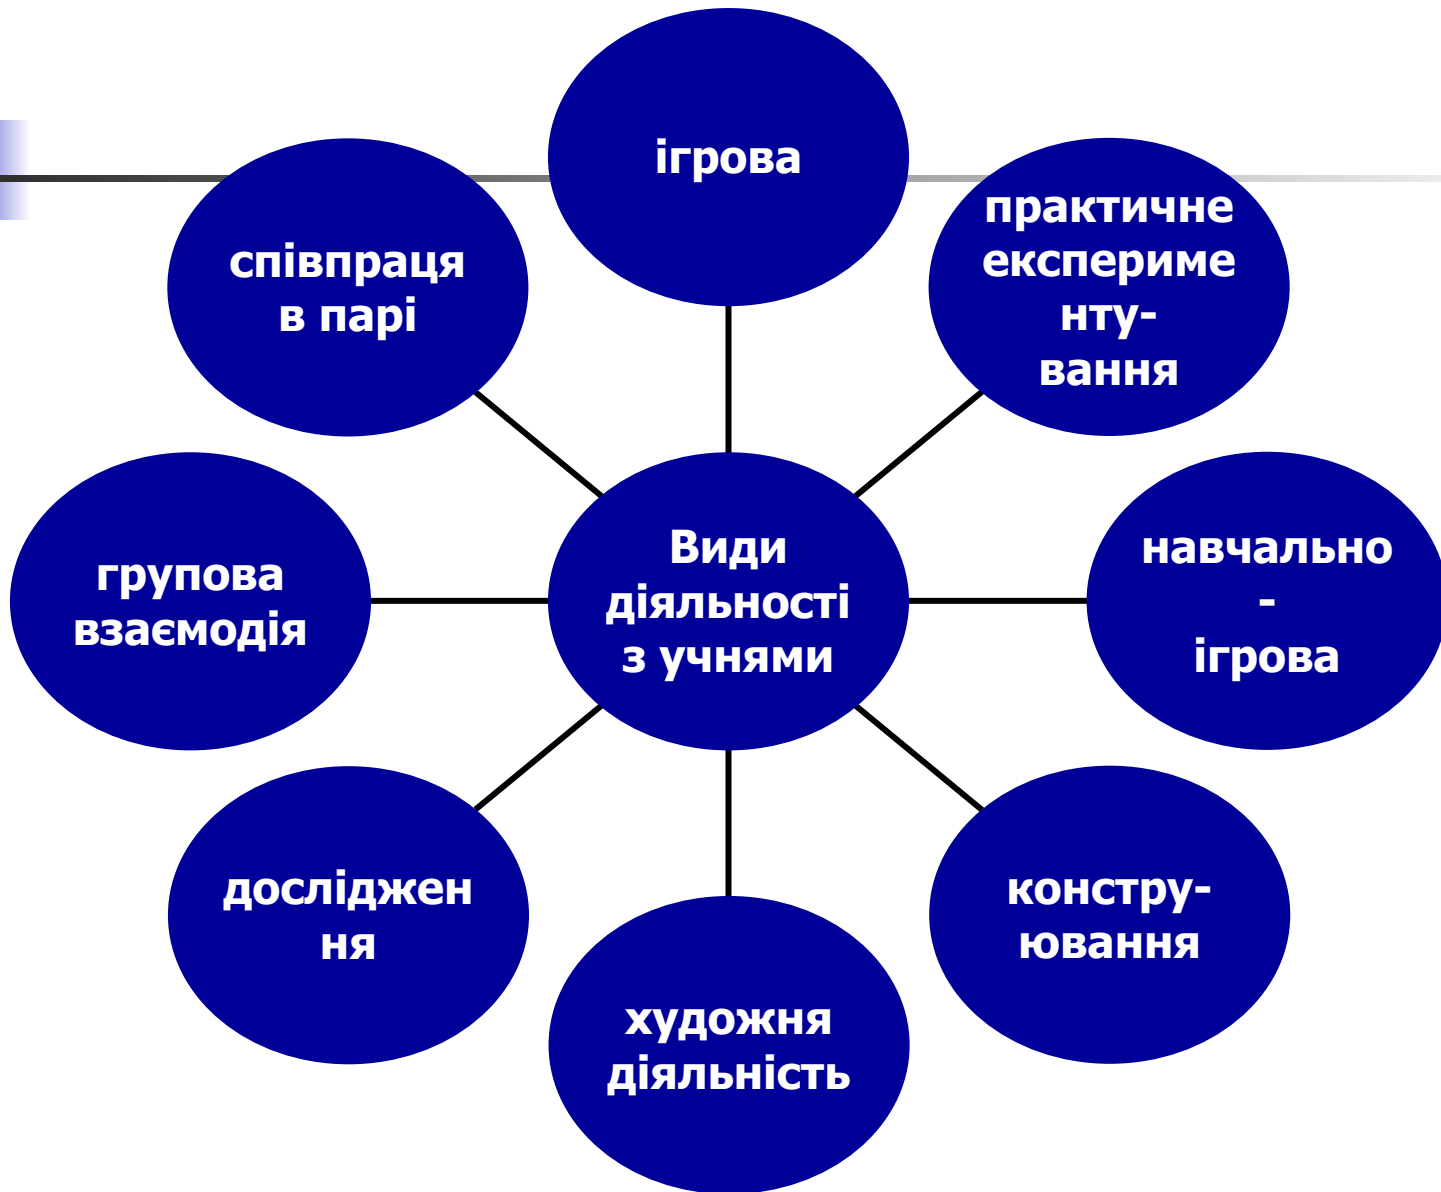 ігрова
практичне
експериме
нту-
вання
співпраця
в парі
Види
діяльності
з учнями
навчально
-
ігрова
групова
взаємодія
дослiджен
ня
констру-
ювання
художня
діяльність